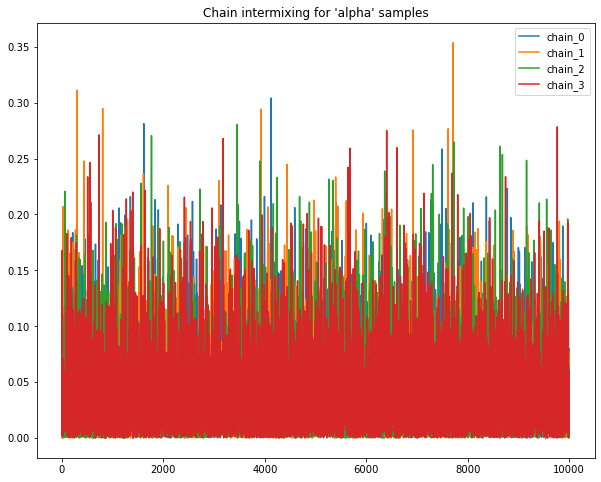 Chain intermixing for 'alpha' samples
chain_0
chain_1
chain_2
chain_3
0.35
0.30
0.25
0.20
0.15
0.10
0.05
0.00
0 2000 4000 6000 8000 10000